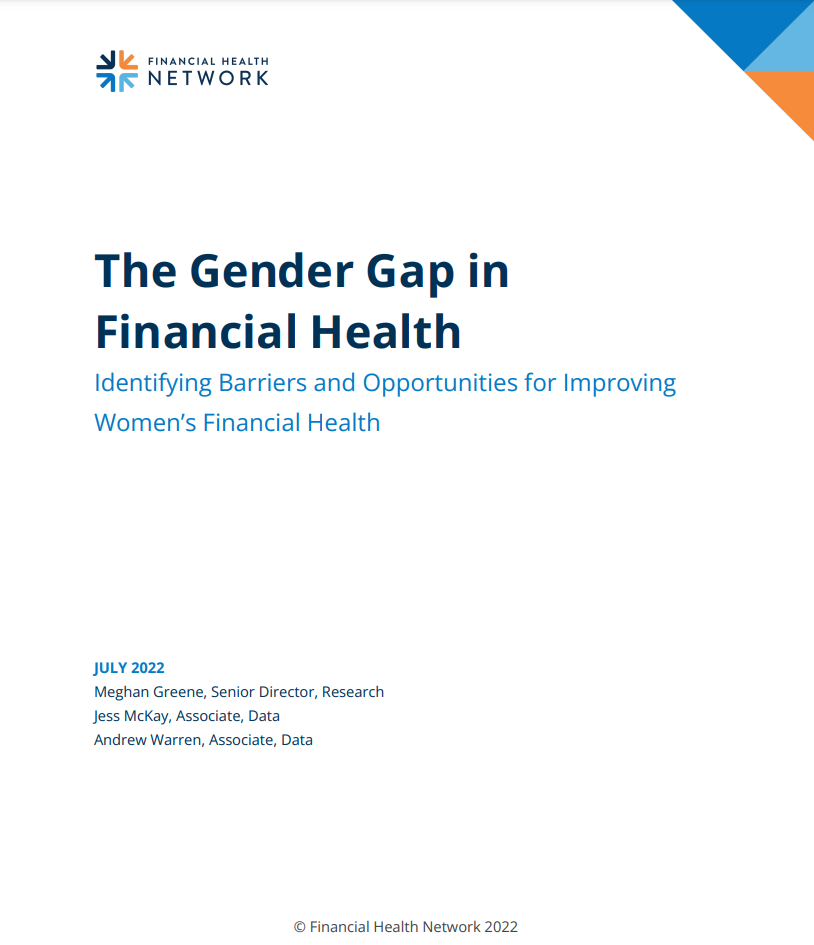 FINANCIAL HEALTH
NETWORK
The Gender Gap in
Financial Health
Identifying Barriers and Opportunities for Improving
Women’s Financial Health
JULY 2022
Meghan Greene, Senior Director, Research
Jess McKay, Associate, Data
Andrew Warren, Associate, Data
© Financial Health Network 2022